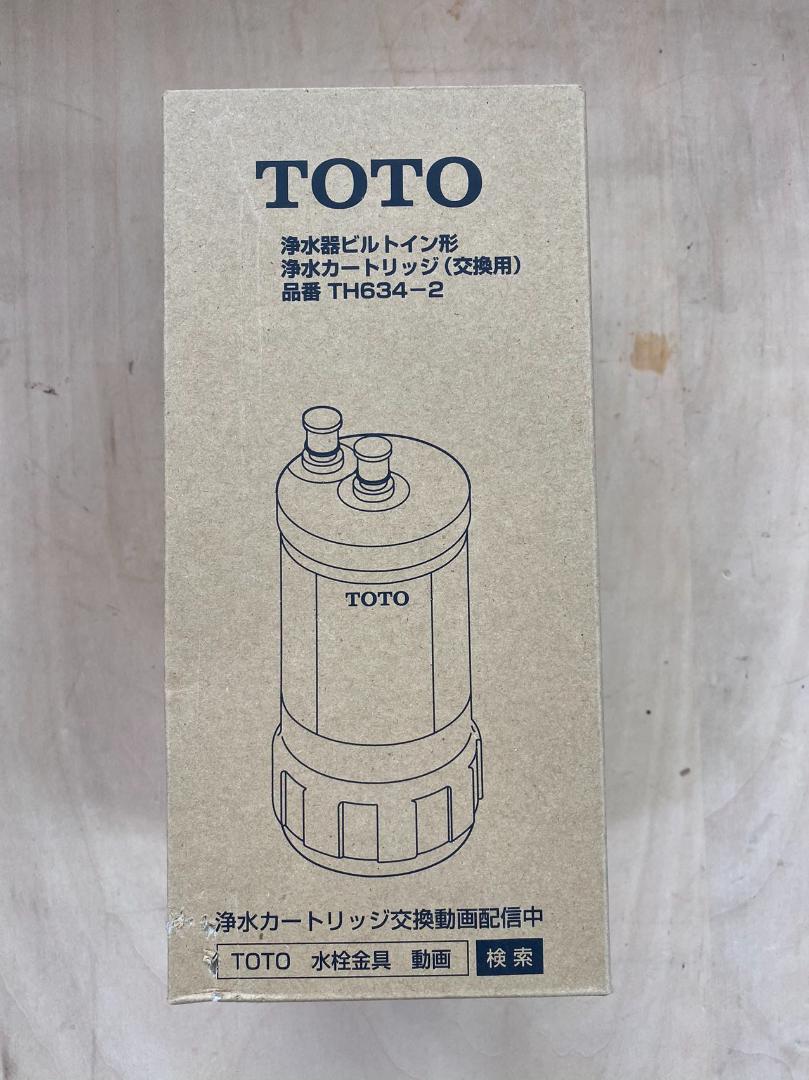 TOTO
浄水器ビルトイン形
浄水カートリッジ（交換用）
品番 TH634－2
TOTO
浄水カートリッジ交換動画配信中
TOTO 水栓金具 動画 検索